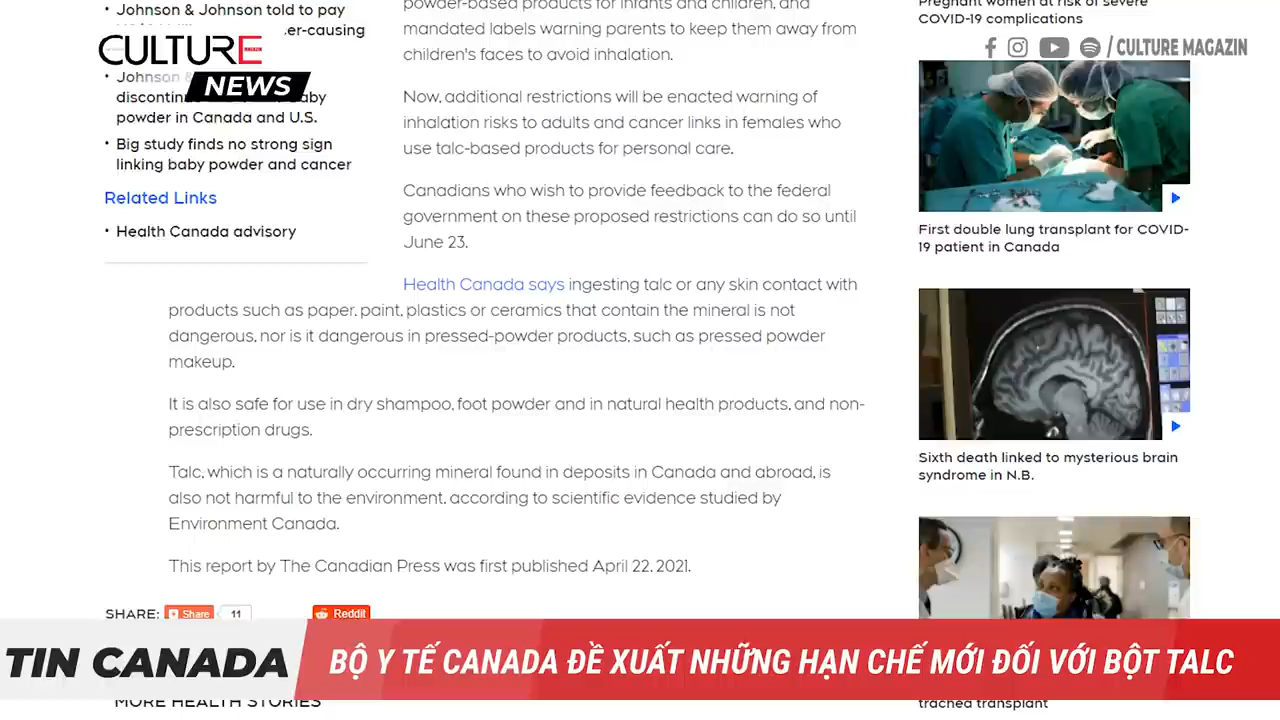 Johnson & Johnson told to pay
er-causing
Johnson &
discontin
aby
powder in Canada and U.S.
Big study finds no strong sign
linking baby powder and cancer
Related Links
Health Canada advisory
CULTURE
NEWS
powder-based products for infants and children, and
mandated labels warning parents to keep them away from
children's faces to avoid inhalation.
Now, additional restrictions will be enacted warning of
inhalation risks to adults and cancer links in females who
use talc-based products for personal care.
Canadians who wish to provide feedback to the federal
government on these proposed restrictions can do so until
June 23.
Health Canada says ingesting talc or any skin contact with
products such as paper, paint, plastics or ceramics that contain the mineral is not
dangerous, nor is it dangerous in pressed-powder products, such as pressed powder
makeup.
It is also safe for use in dry shampoo, foot powder and in natural health products, and non-
prescription drugs.
Talc, which is a naturally occurring mineral found in deposits in Canada and abroad, is
also not harmful to the environment, according to scientific evidence studied by
Environment Canada.
This report by The Canadian Press was first published April 22, 2021.
SHARE: Share 11 Reddit
MORE HEALTH STORIES
Pregnant women at risk of severe
COVID-19 complications
/ CULTURE MAGAZIN
First double lung transplant for COVID-
19 patient in Canada
Sixth death linked to mysterious brain
syndrome in N.B.
trached transplant
TIN CANADA
BỘ Y TẾ CANADA ĐỀ XUẤT NHỮNG HẠN CHẾ MỚI ĐỐI VỚI BỘT TALC